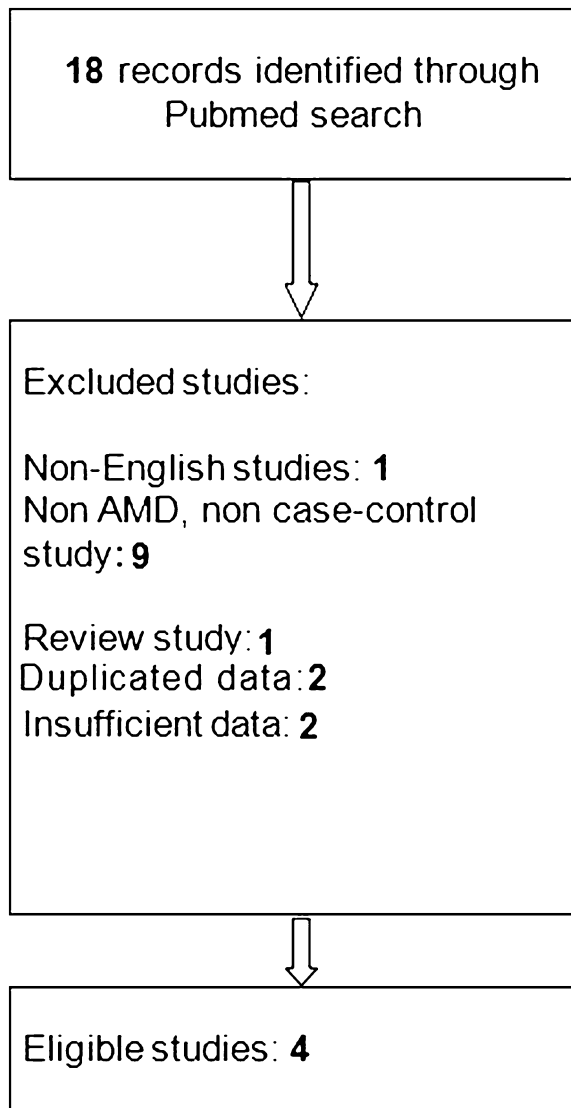 18 records identified through
Pubmed search
Excluded studies:
Non-English studies: 1
Non AMD, non case-control
study: 9
Review study: 1
Duplicated data: 2
Insufficient data: 2
Eligible studies: 4